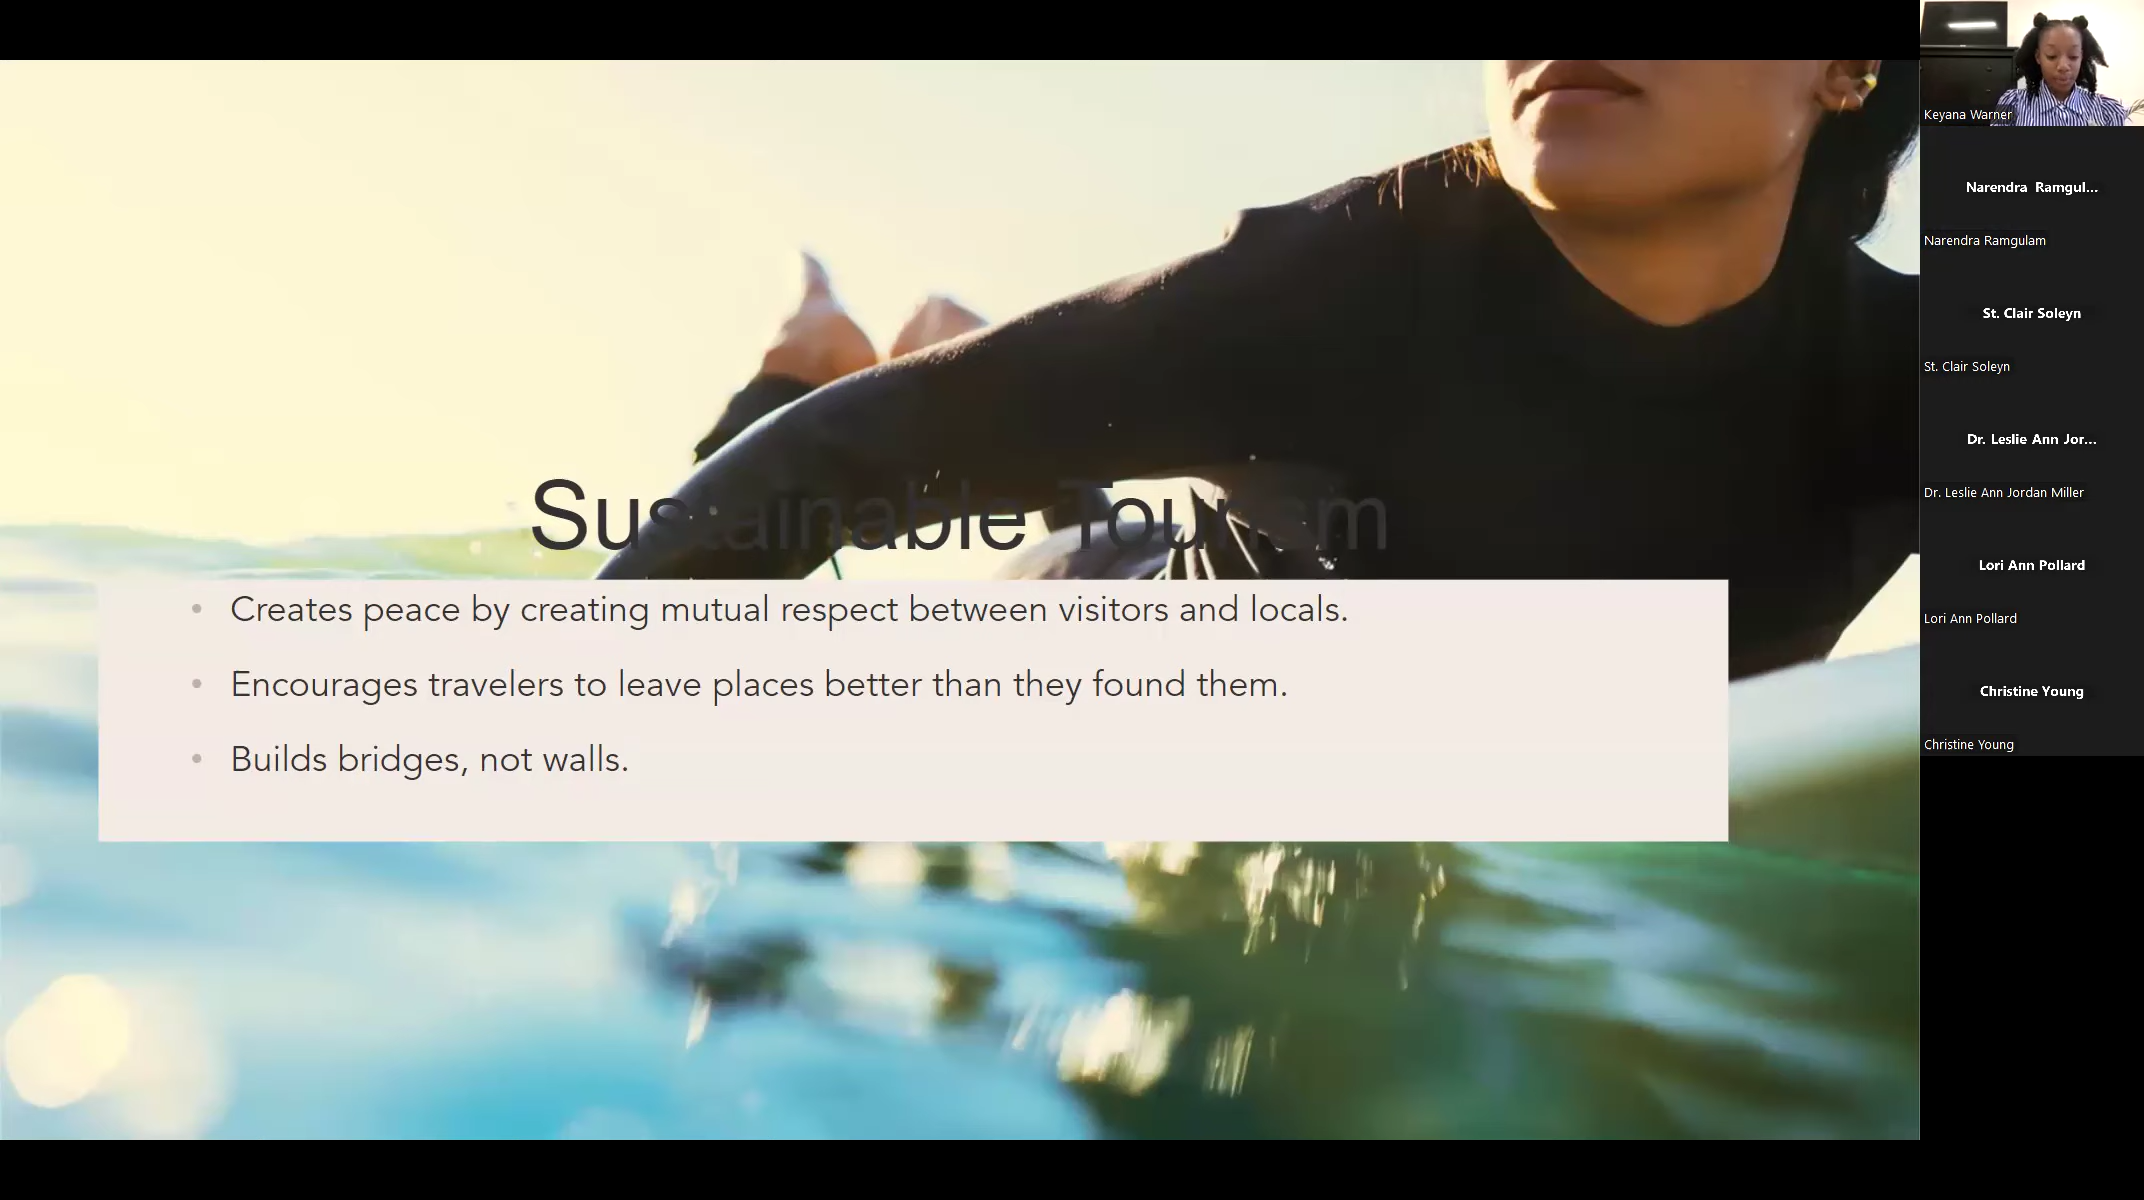 Sustainable Tourism
• Creates peace by creating mutual respect between visitors and locals.
• Encourages travelers to leave places better than they found them.
• Builds bridges, not walls.
Keyana Warner
Narendra Ramgul...
Narendra Ramgulam
St. Clair Soleyn
St. Clair Soleyn
Dr. Leslie Ann Jor...
Dr. Leslie Ann Jordan Miller
Lori Ann Pollard
Lori Ann Pollard
Christine Young
Christine Young